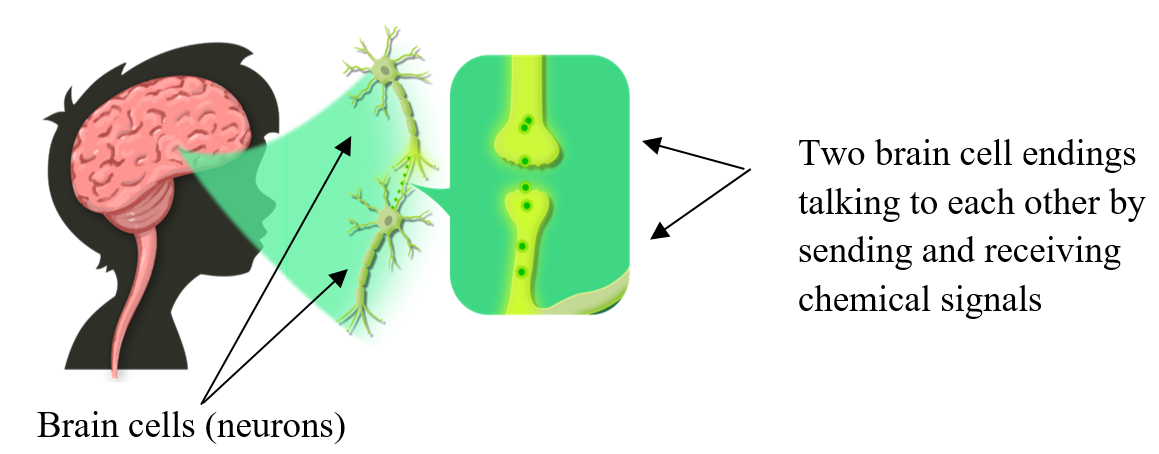 Two brain cell endings
talking to each other by
sending and receiving
chemical signals
Brain cells (neurons)